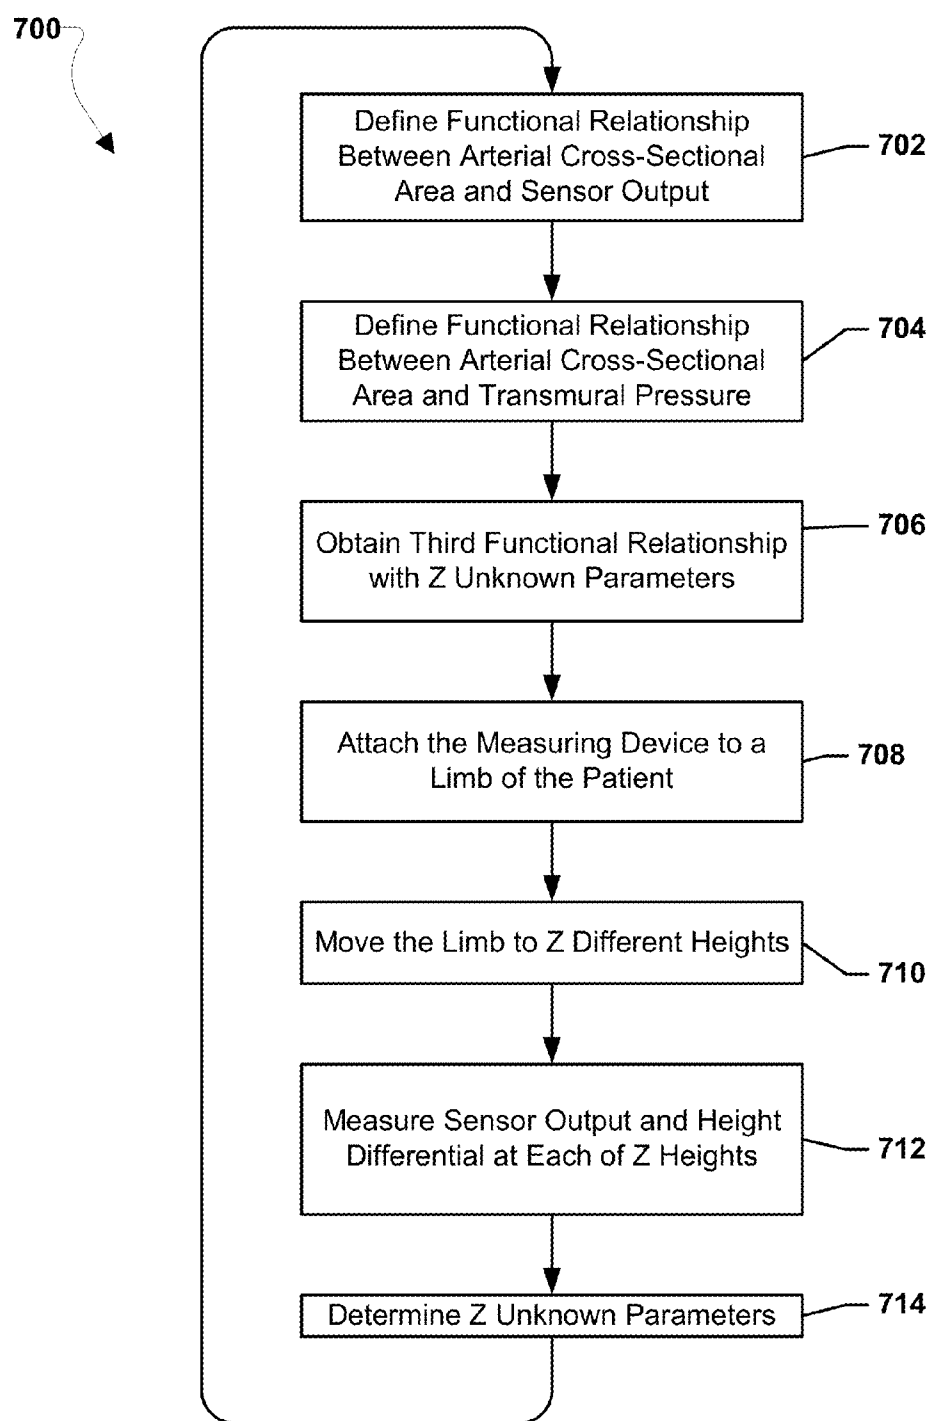 700
Define Functional Relationship
Between Arterial Cross-Sectional
Area and Sensor Output
702
Define Functional Relationship
Between Arterial Cross-Sectional
Area and Transmural Pressure
704
Obtain Third Functional Relationship
with Z Unknown Parameters
706
Attach the Measuring Device to a
Limb of the Patient
708
Move the Limb to Z Different Heights
710
Measure Sensor Output and Height
Differential at Each of Z Heights
712
Determine Z Unknown Parameters
714